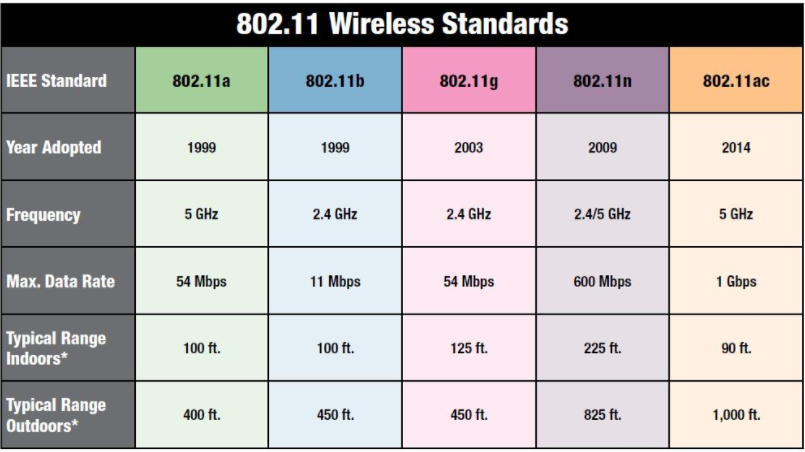 802.11 Wireless Standards
IEEE Standard 802.11a 802.11b 802.11g 802.11n 802.11ac
Year Adopted 1999 1999 2003 2009 2014
Frequency 5 GHz 2.4 GHz 2.4 GHz 2.4/5 GHz 5 GHz
Max. Data Rate 54 Mbps 11 Mbps 54 Mbps 600 Mbps 1 Gbps
Typical Range
Indoors* 100 ft. 100 ft. 125 ft. 225 ft. 90 ft.
Typical Range
Outdoors* 400 ft. 450 ft. 450 ft. 825 ft. 1,000 ft.